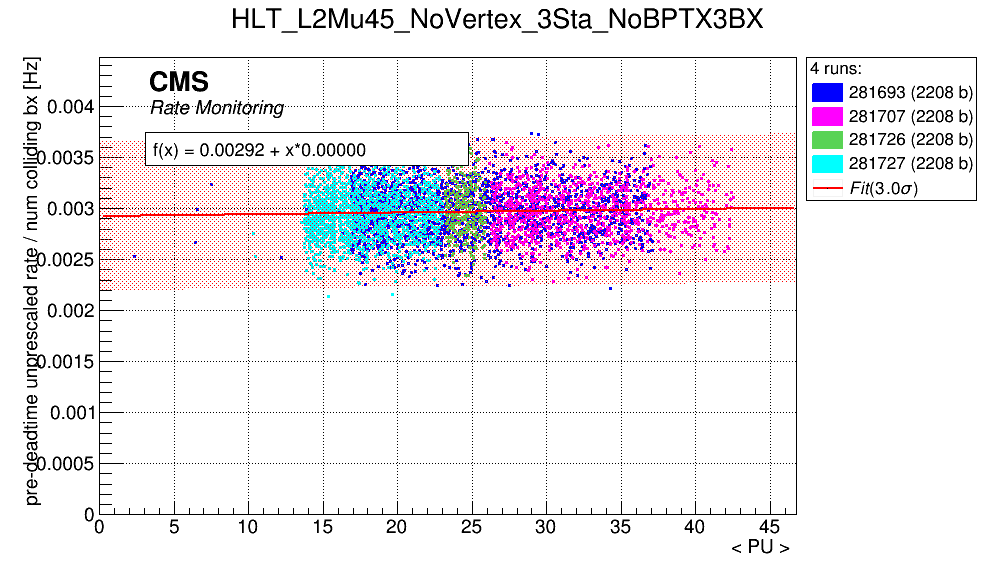 HLT_L2Mu45_NoVertex_3Sta_NoBPTX3BX
pre-deadtime unprescaled rate / num colliding bx [Hz]
CMS
Rate Monitoring
f(x) = 0.00292 + x*0.00000
0.004
0.0035
0.003
0.0025
0.002
0.0015
0.001
0.0005
0
0 5 10 15 20 25 30 35 40 45
< PU >
4 runs:
281693 (2208 b)
281707 (2208 b)
281726 (2208 b)
281727 (2208 b)
Fit(3.0σ)